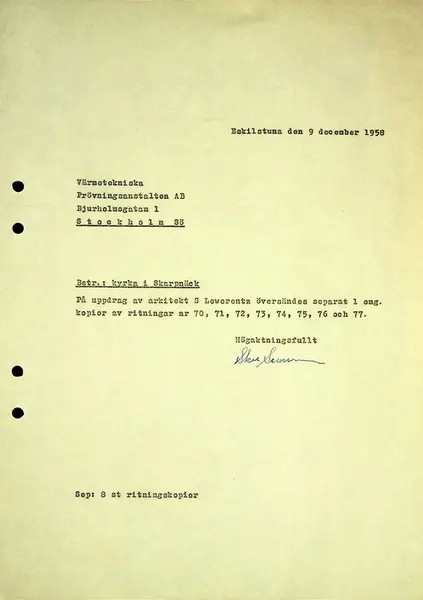 Eskilstuna den 9 december 1958
Värmetekniska
Prövningsanstalten AB
Bjurholmsgatan 1
Stockholm Sö
Betr.: kyrka i Skarpnäck
På uppdrag av arkitekt S Lewerentz översändes separat 1 omg.
kopior av ritningar nr 70, 71, 72, 73, 74, 75, 76 och 77.
Högaktningsfullt
Sep: 8 st ritningskopior